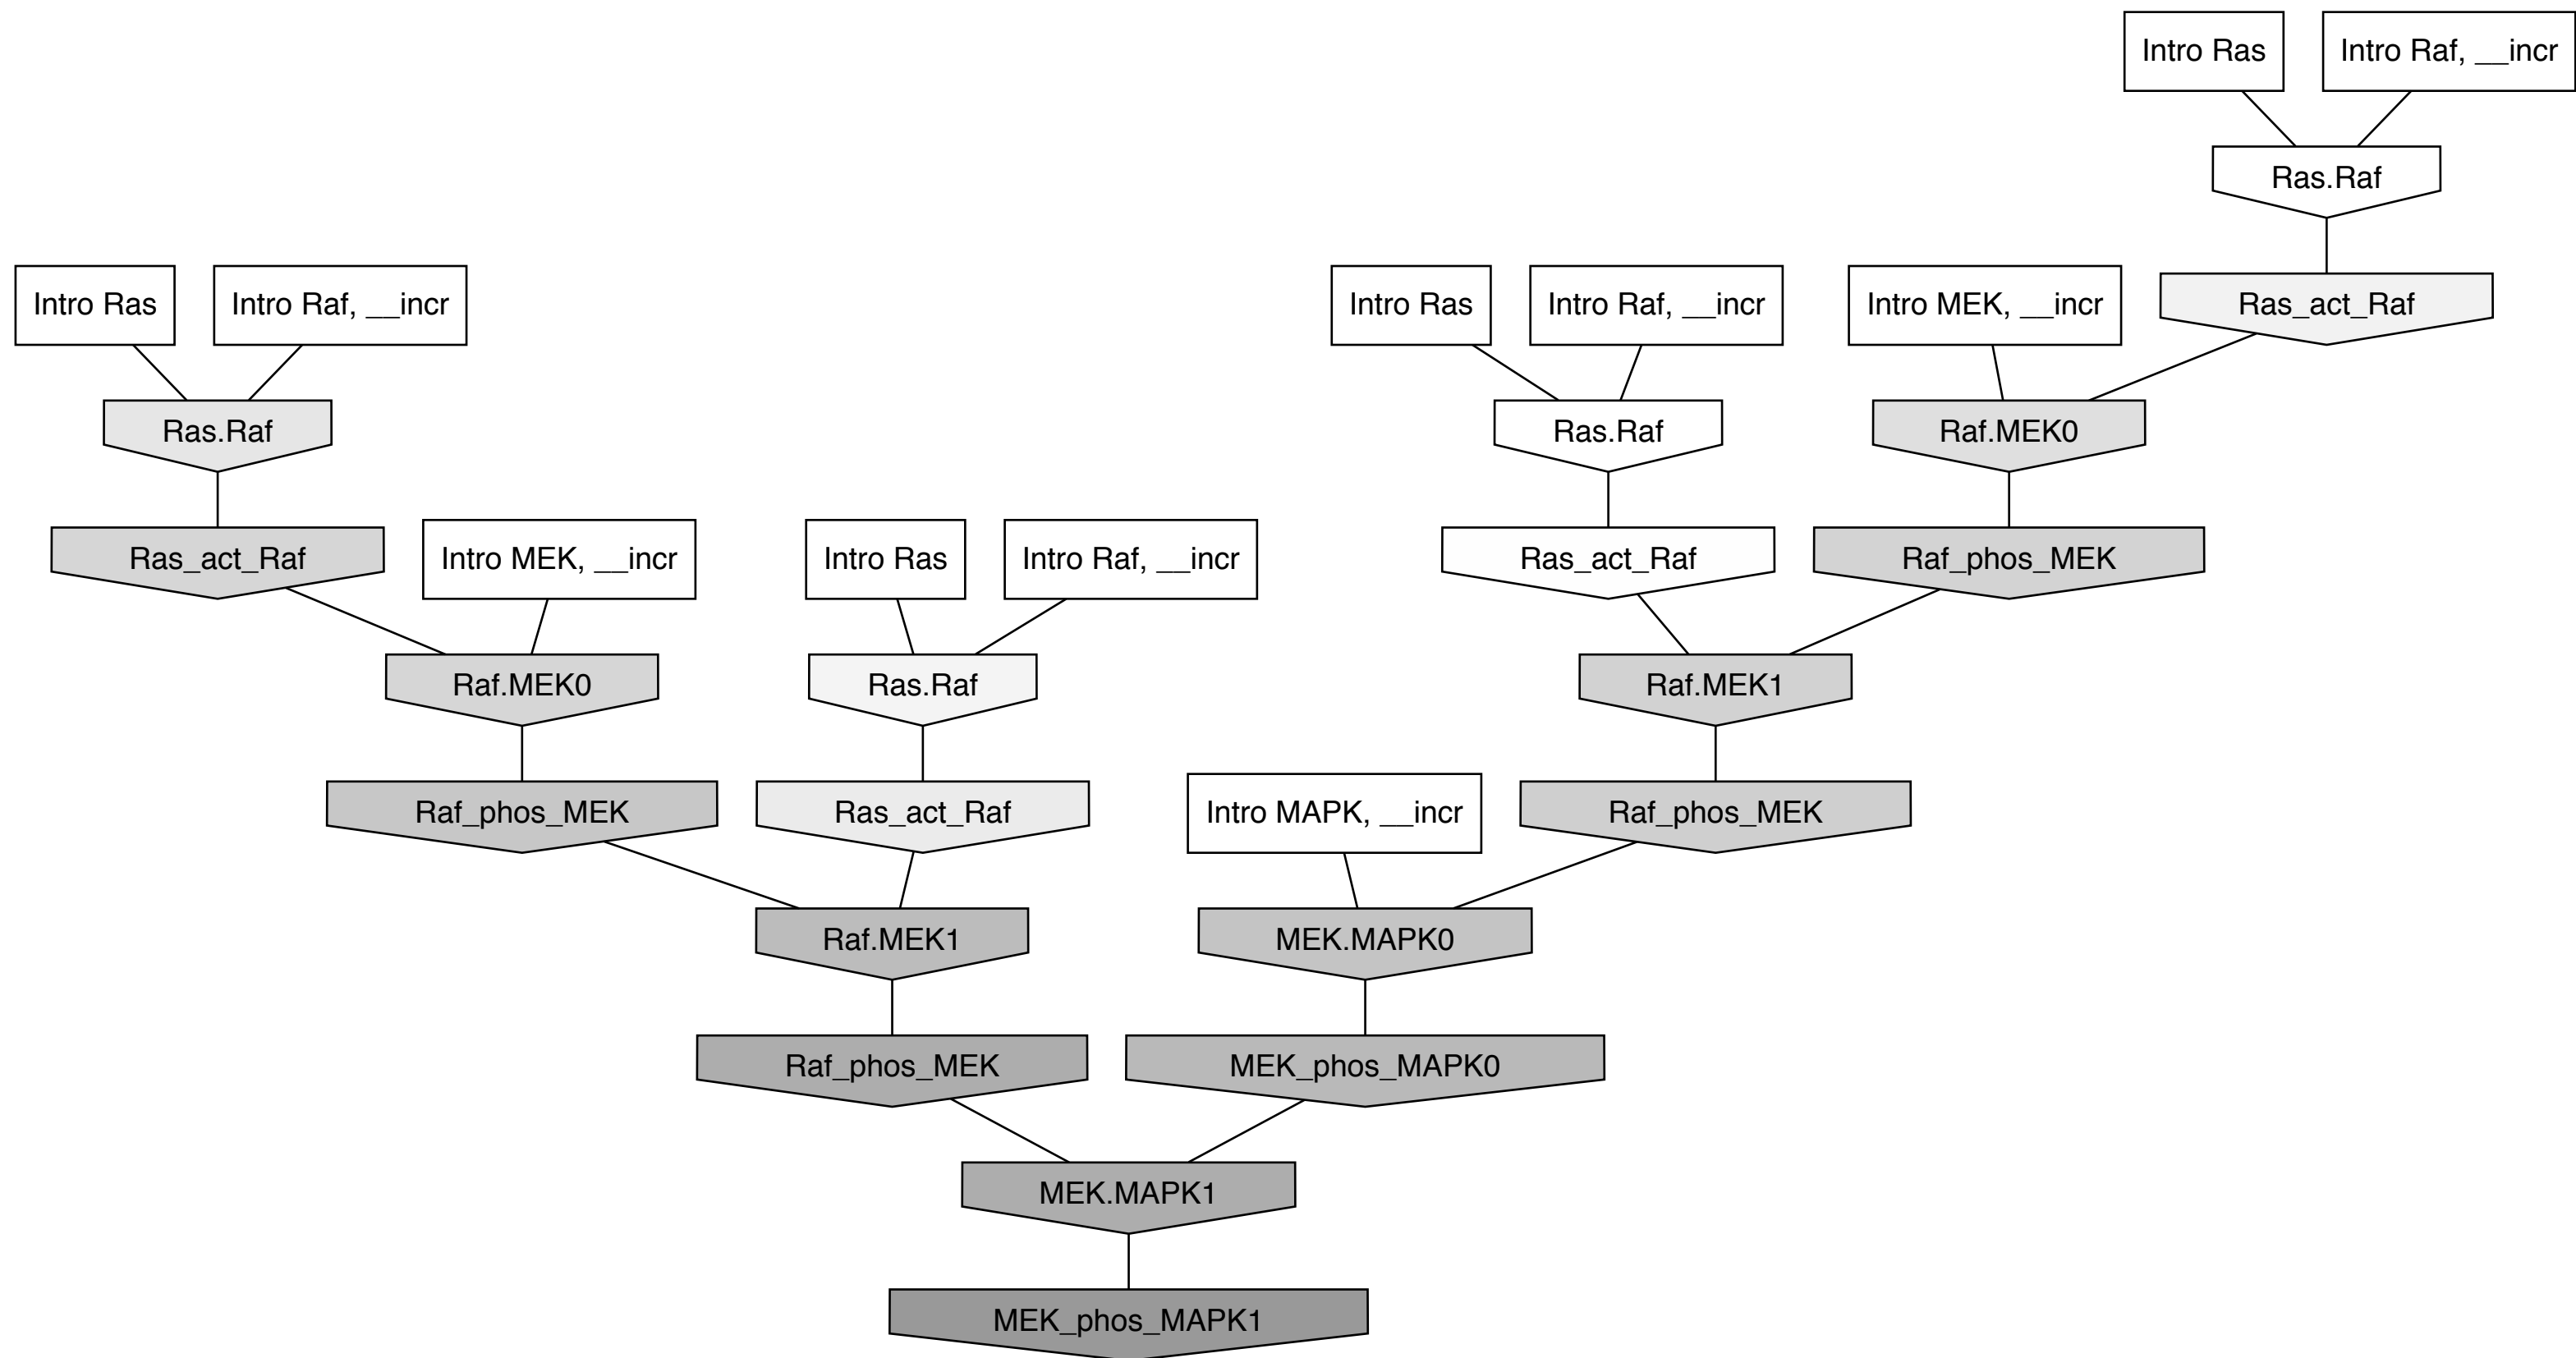 Intro Ras
Intro Raf, __incr
Ras.Raf
Intro Ras
Intro Raf, __incr
Intro Ras
Intro Raf, __incr
Intro MEK, __incr
Ras_act_Raf
Ras.Raf
Ras.Raf
Raf.MEK0
Ras_act_Raf
Intro MEK, __incr
Intro Ras
Intro Raf, __incr
Ras_act_Raf
Raf_phos_MEK
Raf.MEK0
Ras.Raf
Raf.MEK1
Raf_phos_MEK
Ras_act_Raf
Intro MAPK, __incr
Raf_phos_MEK
Raf.MEK1
MEK.MAPK0
Raf_phos_MEK
MEK_phos_MAPK0
MEK.MAPK1
MEK_phos_MAPK1